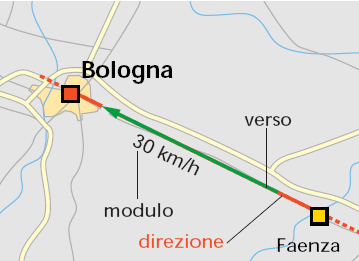 Bologna
verso
30 km/h
modulo
direzione
Faenza